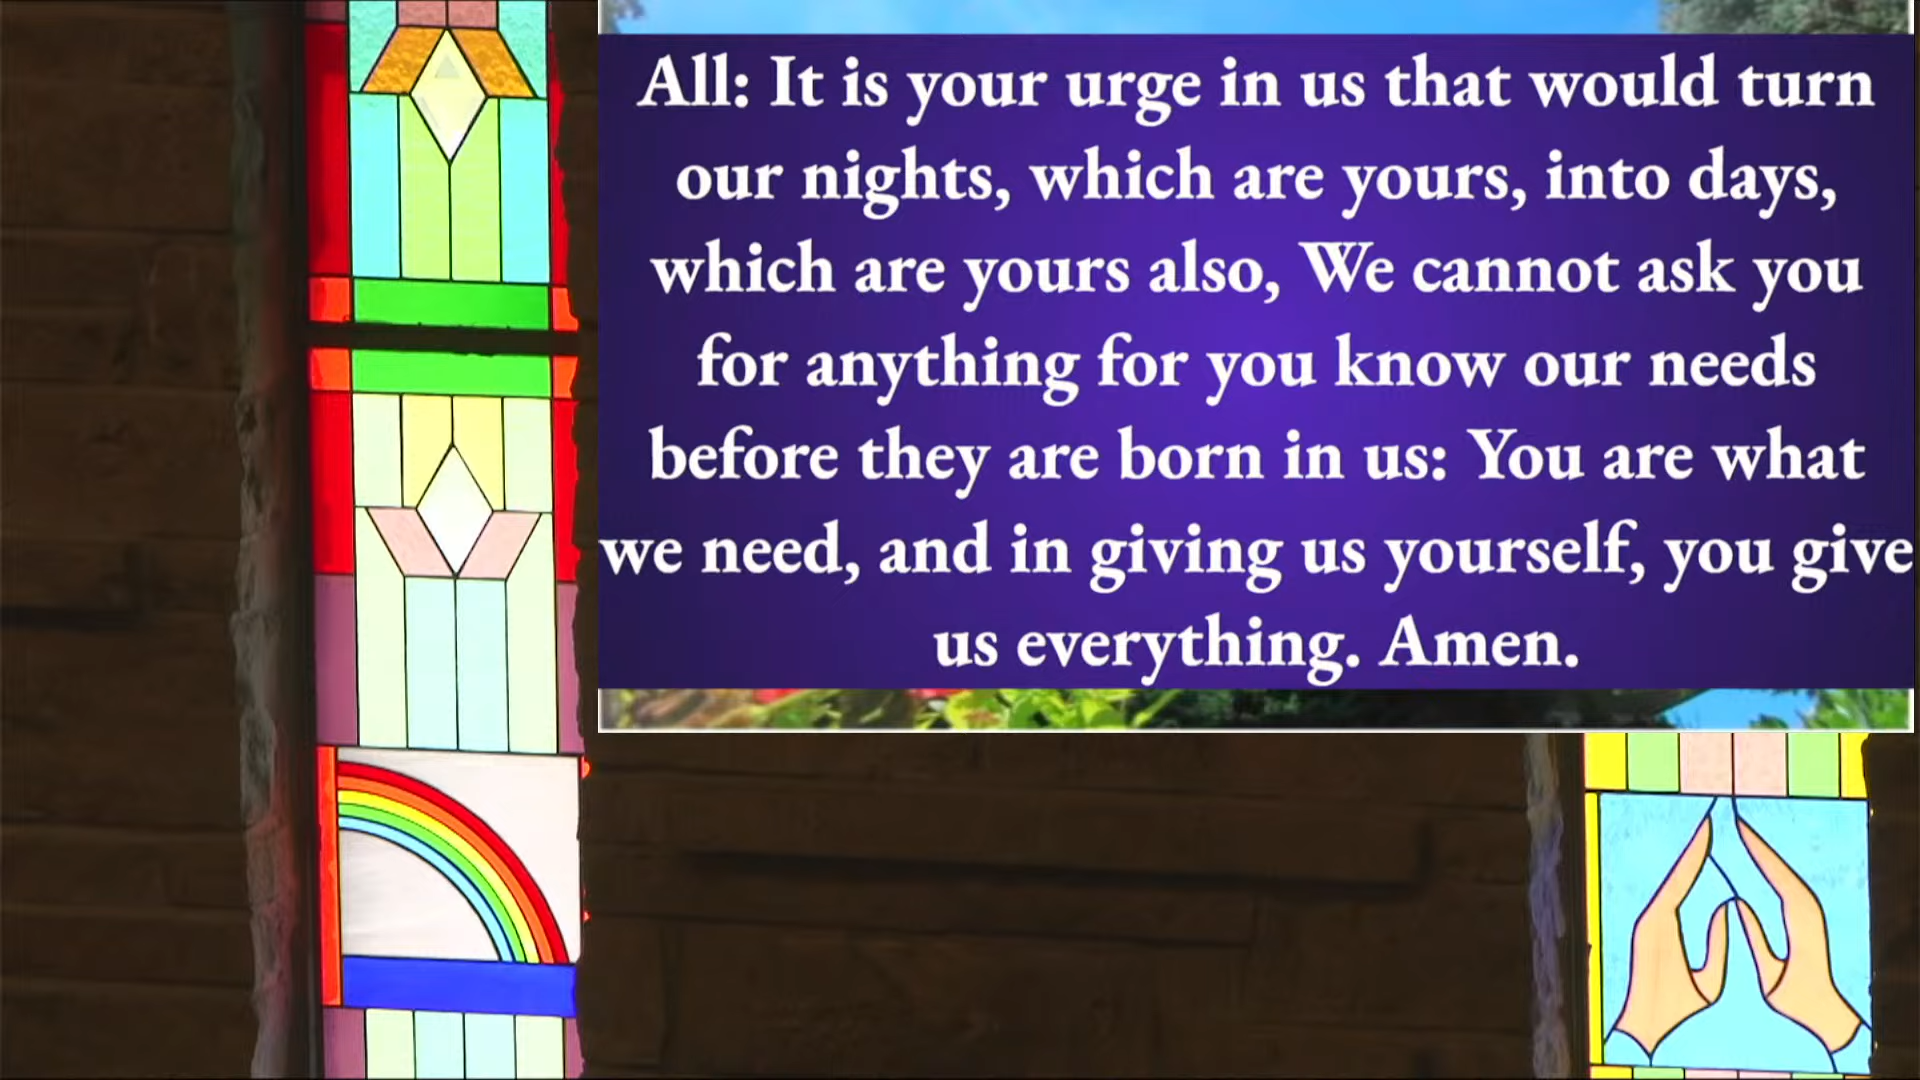 All: It is your urge in us that would turn
our nights, which are yours, into days,
which are yours also, We cannot ask you
for anything for you know our needs
before they are born in us: You are what
we need, and in giving us yourself, you give
us everything. Amen.